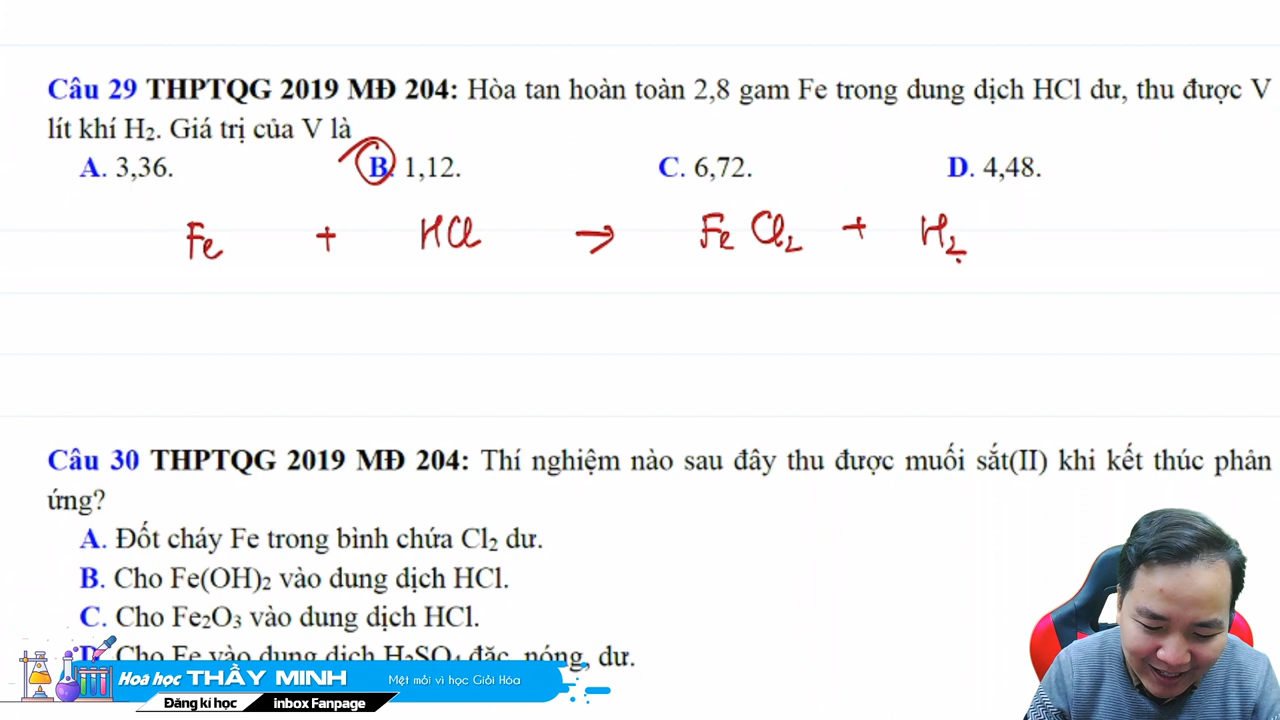 Câu 29 THPTQG 2019 MĐ 204: Hòa tan hoàn toàn 2,8 gam Fe trong dung dịch HCl dư, thu được V
lít khí H₂. Giá trị của V là
A. 3,36. B. 1,12. C. 6,72. D. 4,48.
Fe + HCl → FeCl₂ + H₂
Câu 30 THPTQG 2019 MĐ 204: Thí nghiệm nào sau đây thu được muối sắt(II) khi kết thúc phản
ứng?
A. Đốt cháy Fe trong bình chứa Cl₂ dư.
B. Cho Fe(OH)₂ vào dung dịch HCl.
C. Cho Fe₂O₃ vào dung dịch HCl.
D. Cho Fe vào dung dịch H₂SO₄ đặc, nóng, dư.
Hoá học THẦY MINH Mệt mỏi vì học Giỏi Hóa
Đăng kí học inbox Fanpage